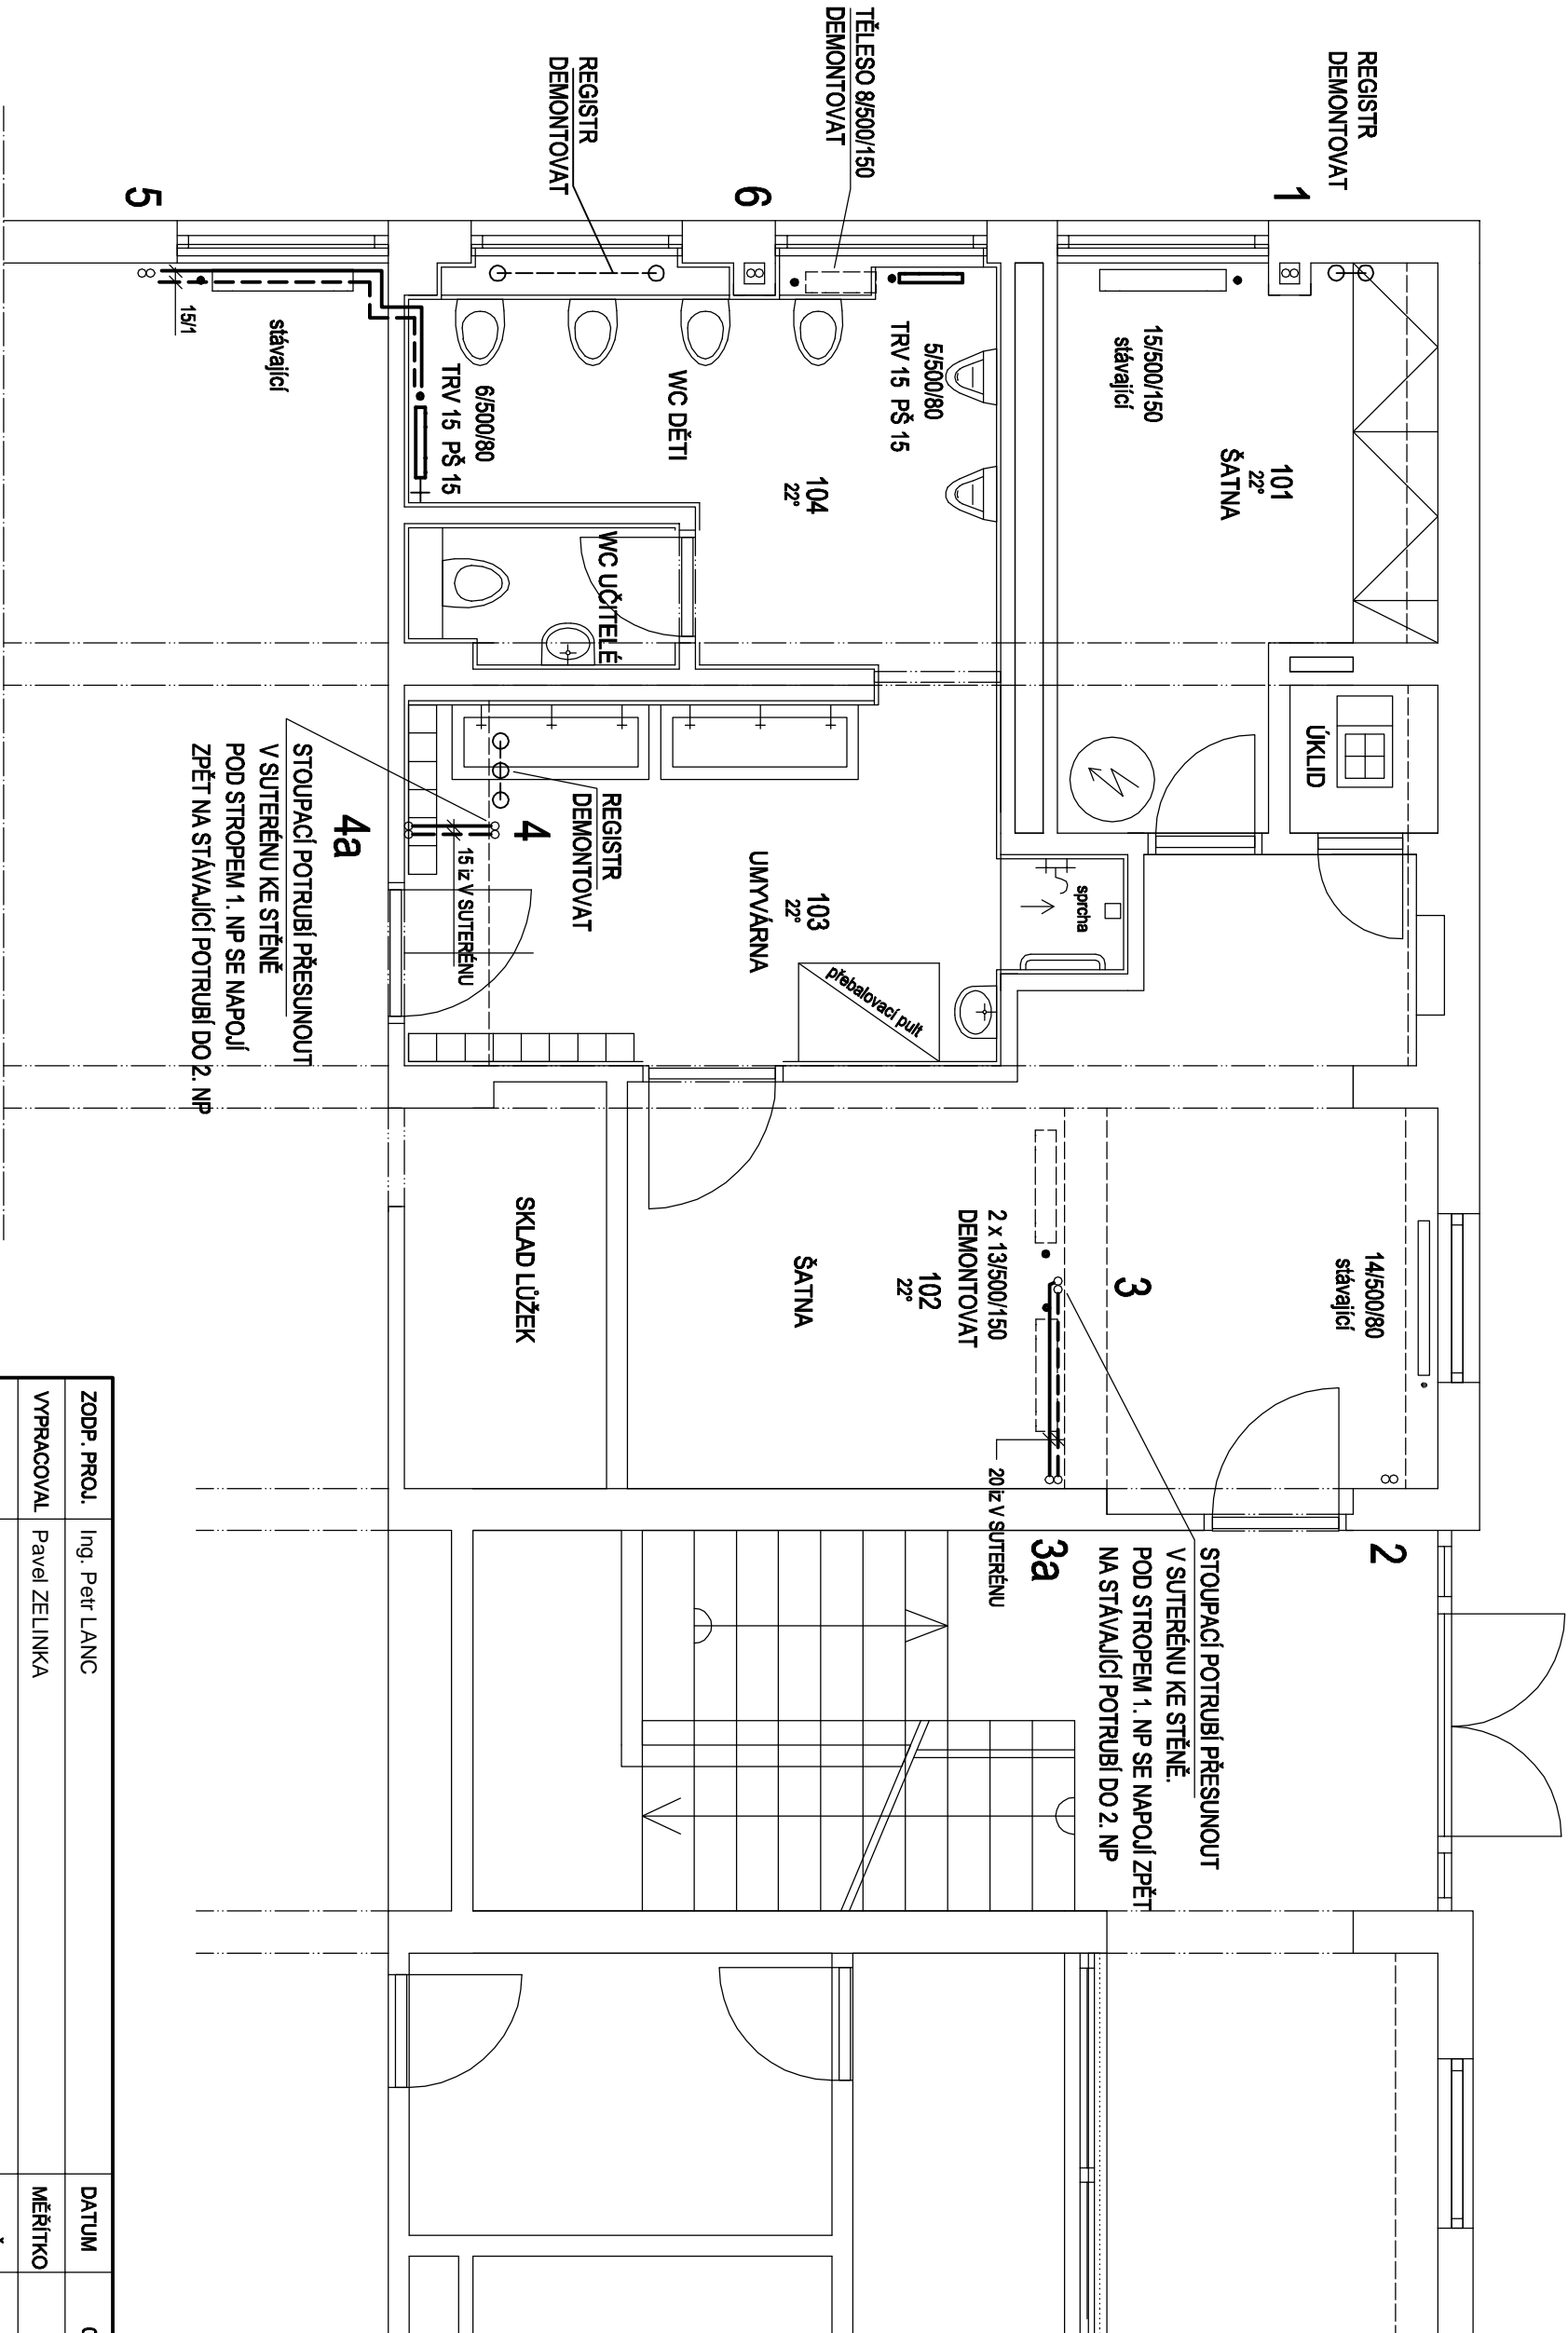 REGISTR
DEMONTOVAT
1
15/500/150
stávající
101
22°
ŠATNA
ÚKLID
14/500/80
stávající
2
TĚLESO 8/500/150
DEMONTOVAT
6
5/500/80
TRV 15 PŠ 15
104
22°
WC DĚTI
sprcha
103
22°
UMYVÁRNA
přebalovací pult
3
2 x 13/500/150
DEMONTOVAT
102
22°
ŠATNA
20 iz V SUTERÉNU
3a
STOUPACÍ POTRUBÍ PŘESUNOUT
V SUTERÉNU KE STĚNĚ.
POD STROPEM 1. NP SE NAPOJÍ ZPĚT
NA STÁVAJÍCÍ POTRUBÍ DO 2. NP
REGISTR
DEMONTOVAT
6/500/80
TRV 15 PŠ 15
WC UČITELÉ
REGISTR
DEMONTOVAT
4
15 iz V SUTERÉNU
SKLAD LŮŽEK
5
15/1
stávající
4a
STOUPACÍ POTRUBÍ PŘESUNOUT
V SUTERÉNU KE STĚNĚ
POD STROPEM 1. NP SE NAPOJÍ
ZPĚT NA STÁVAJÍCÍ POTRUBÍ DO 2. NP
ZODP. PROJ. Ing. Petr LANC DATUM
VYPRACOVAL Pavel ZELINKA MĚŘÍTKO